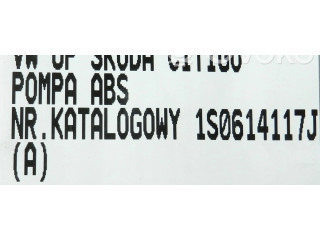 VW UP SKODA CITIGO
POMPA ABS
NR.KATALOGOWY 1S0614117J
(A)